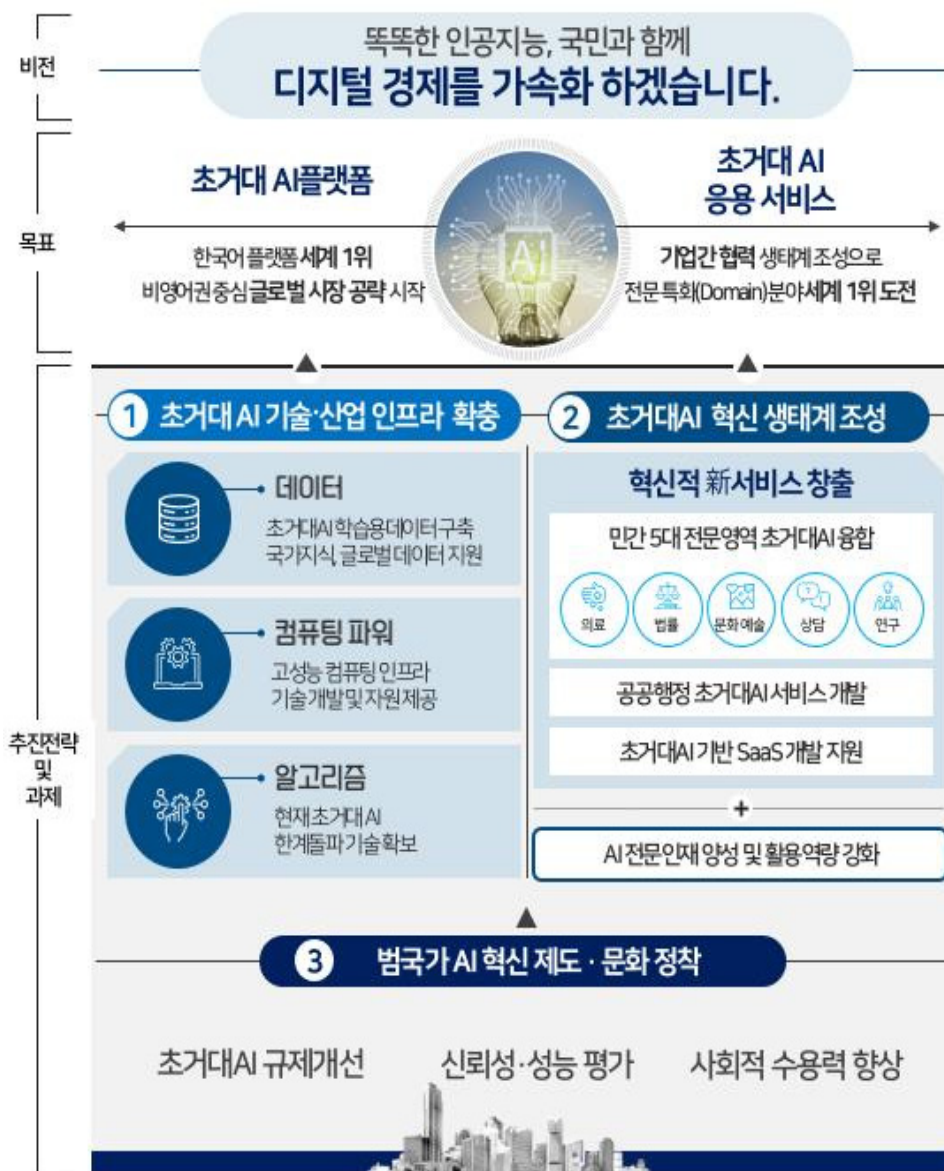 비전
똑똑한 인공지능, 국민과 함께
디지털 경제를 가속화 하겠습니다.
목표
초거대 AI플랫폼
한국어 플랫폼 세계 1위
비영어권 중심 글로벌 시장 공략 시작
AI
초거대 AI
응용 서비스
기업간 협력 생태계 조성으로
전문 특화(Domain)분야 세계 1위 도전
추진전략
및
과제
1 초거대 AI 기술·산업 인프라 확충
데이터
초거대AI 학습용데이터 구축
국가지식, 글로벌 데이터 지원
컴퓨팅 파워
고성능 컴퓨팅 인프라
기술 개발 및 자원 제공
알고리즘
현재 초거대 AI
한계돌파 기술 확보
2 초거대AI 혁신 생태계 조성
혁신적 新서비스 창출
민간 5대 전문영역 초거대AI 융합
의료 법률 문화예술 상담 연구
공공행정 초거대AI 서비스 개발
초거대AI 기반 SaaS 개발 지원
+
AI 전문인재 양성 및 활용역량 강화
3 범국가 AI 혁신 제도 · 문화 정착
초거대AI 규제개선 신뢰성·성능 평가 사회적 수용력 향상